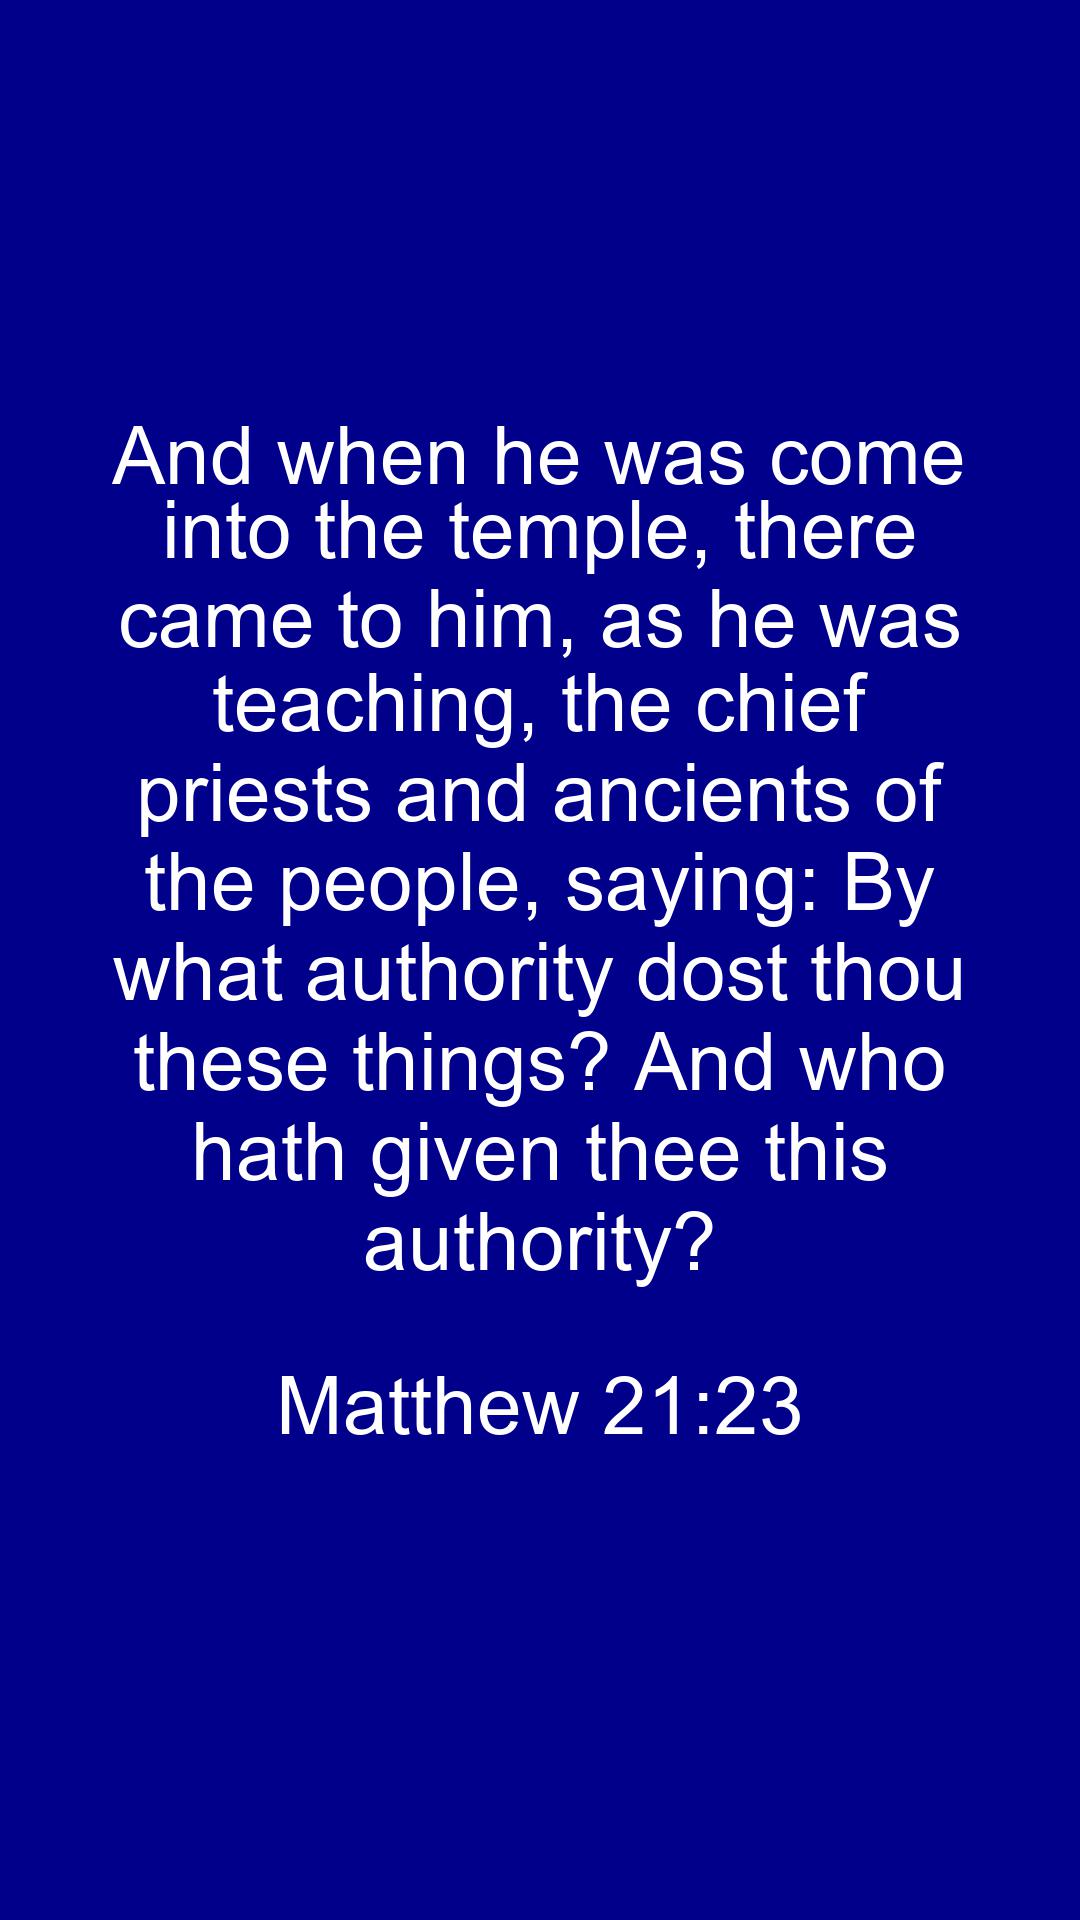 And when he was come
into the temple, there
came to him, as he was
teaching, the chief
priests and ancients of
the people, saying: By
what authority dost thou
these things? And who
hath given thee this
authority?
Matthew 21:23